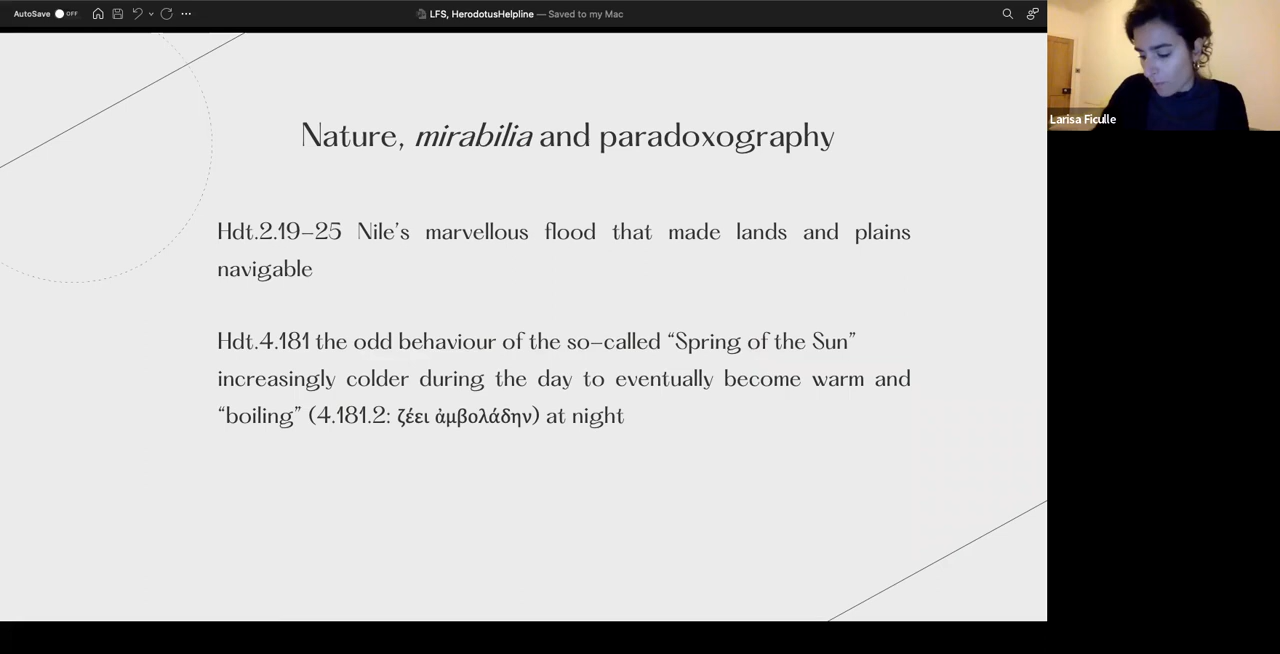 AutoSave OFF
LFS, HerodotusHelpline — Saved to my Mac
Larisa Ficulle
Nature, mirabilia and paradoxography
Hdt.2.19–25 Nile’s marvellous flood that made lands and plains
navigable
Hdt.4.181 the odd behaviour of the so–called “Spring of the Sun”
increasingly colder during the day to eventually become warm and
“boiling” (4.181.2: ζέει ἀμβολάδην) at night